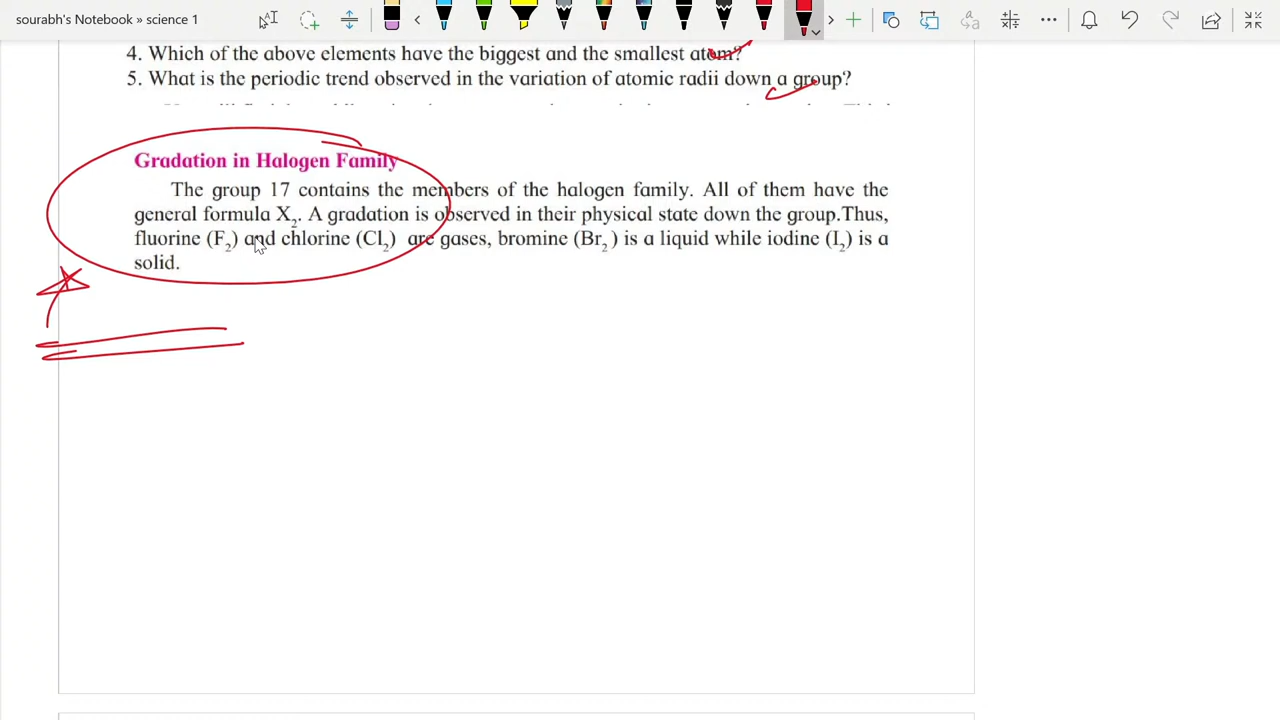 sourabh's Notebook » science 1
4. Which of the above elements have the biggest and the smallest atom?
5. What is the periodic trend observed in the variation of atomic radii down a group?
Gradation in Halogen Family
The group 17 contains the members of the halogen family. All of them have the
general formula X₂. A gradation is observed in their physical state down the group.Thus,
fluorine (F₂) and chlorine (Cl₂) are gases, bromine (Br₂ ) is a liquid while iodine (I₂) is a
solid.